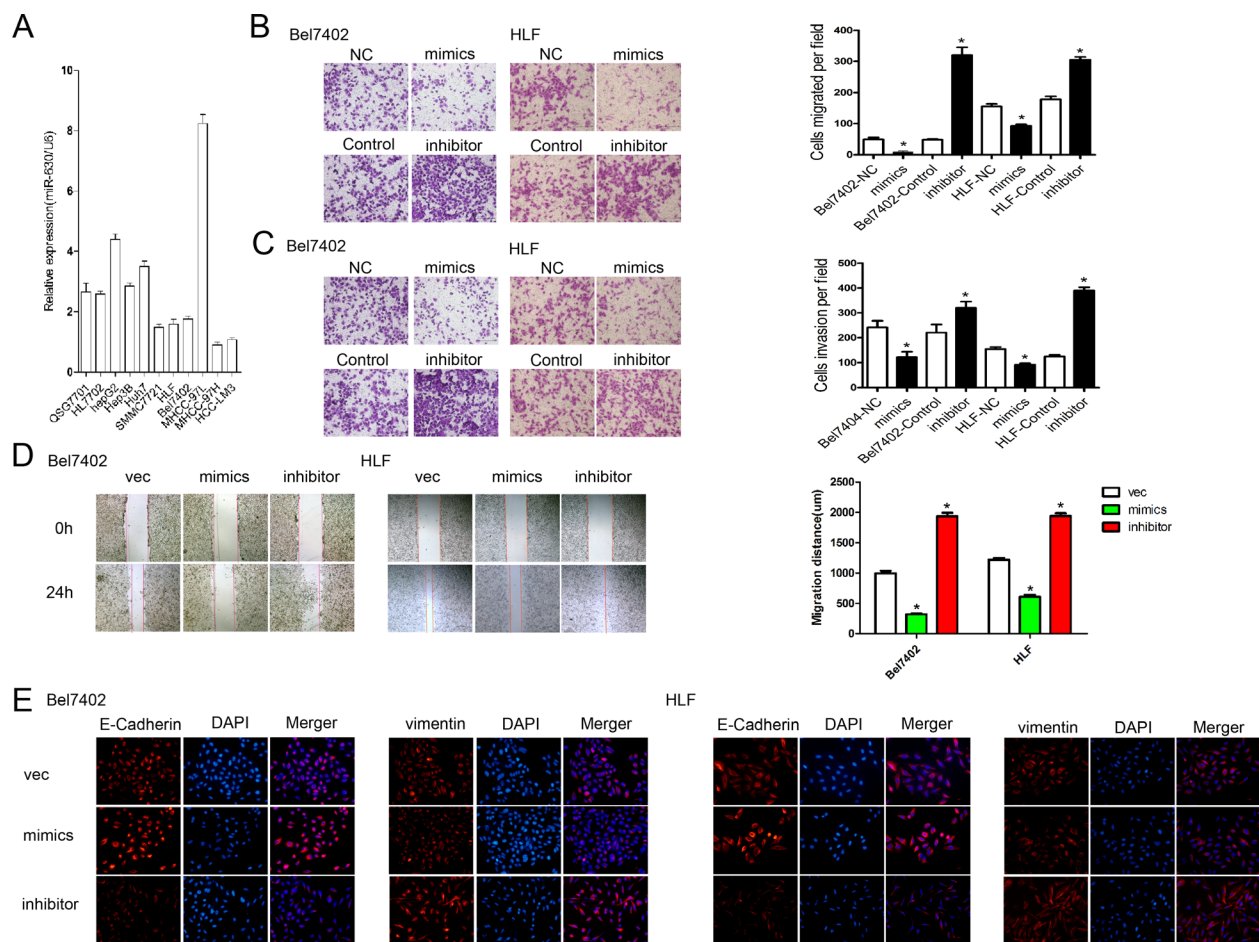 A
Relative expression(miR-630/U6)
10
8
6
4
2
0
QSG7701
HL7702
hepG2
Hep3B
Huh7
SMMC7721
HLF
Bel7402
MHCC-97L
MHCC-97H
HCC-LM3
B
Bel7402
HLF
NC
mimics
NC
mimics
Control
inhibitor
Control
inhibitor
Cells migrated per field
400
300
200
100
0
*
*
*
*
Bel7402-NC
mimics
Bel7402-Control
inhibitor
HLF-NC
mimics
HLF-Control
inhibitor
C
Bel7402
HLF
NC
mimics
NC
mimics
Control
inhibitor
Control
inhibitor
Cells invasion per field
500
400
300
200
100
0
*
*
*
*
Bel7404-NC
mimics
Bel7402-Control
inhibitor
HLF-NC
mimics
HLF-Control
inhibitor
D
Bel7402
HLF
vec
mimics
inhibitor
vec
mimics
inhibitor
0h
24h
Migration distance(um)
2500
2000
1500
1000
500
0
*
*
*
*
Bel7402
HLF
vec
mimics
inhibitor
E
Bel7402
HLF
E-Cadherin
DAPI
Merger
vimentin
DAPI
Merger
E-Cadherin
DAPI
Merger
vimentin
DAPI
Merger
vec
mimics
inhibitor